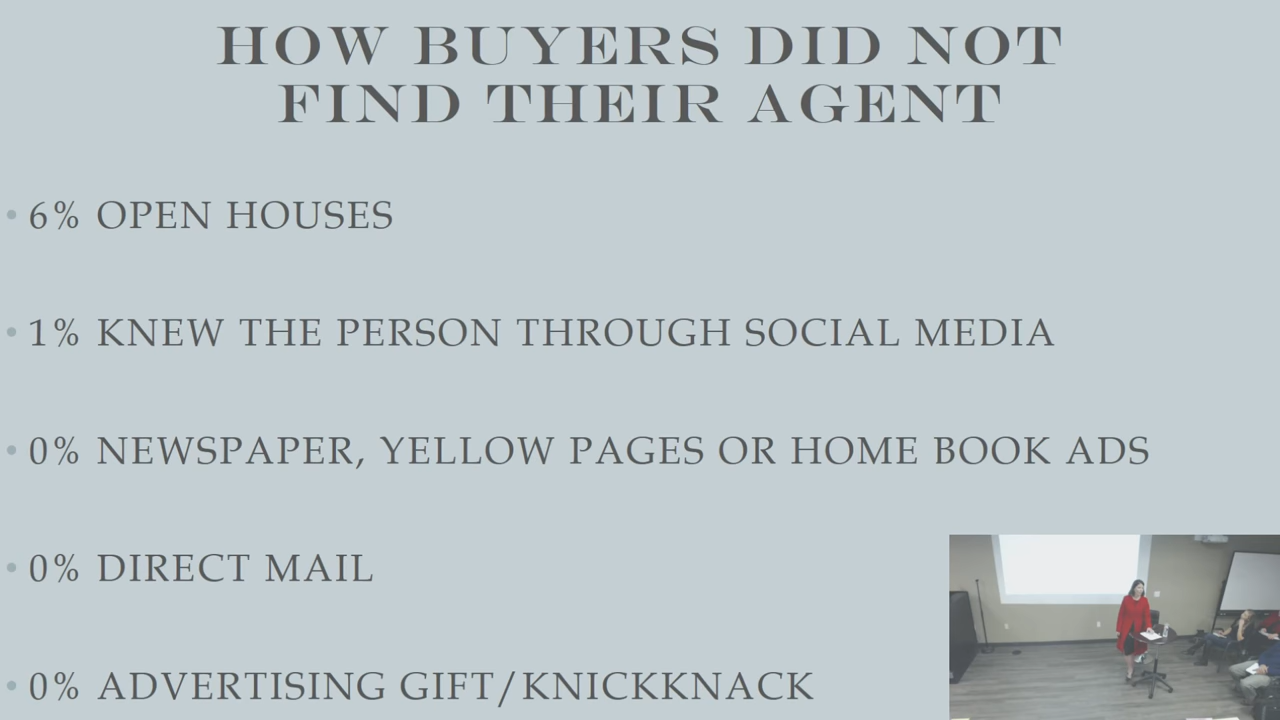 HOW BUYERS DID NOT
FIND THEIR AGENT
• 6% OPEN HOUSES
• 1% KNEW THE PERSON THROUGH SOCIAL MEDIA
• 0% NEWSPAPER, YELLOW PAGES OR HOME BOOK ADS
• 0% DIRECT MAIL
• 0% ADVERTISING GIFT/KNICKKNACK